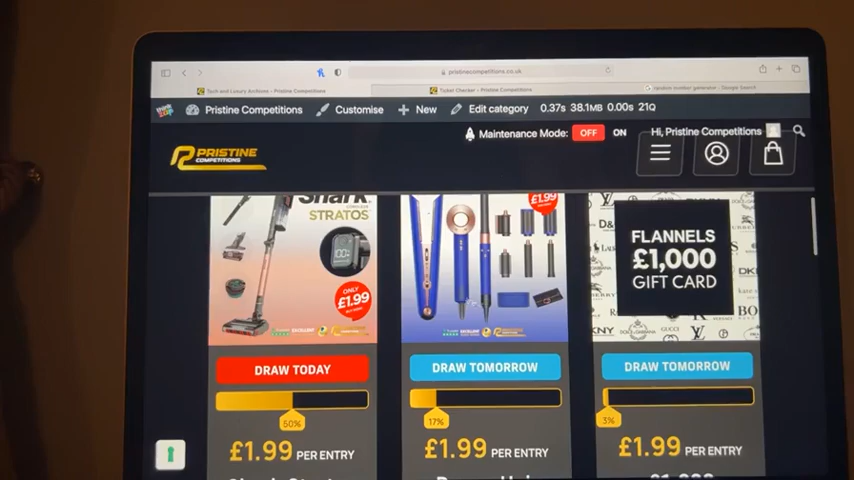 pristinecompetitions.co.uk
Tech and Luxury Archives - Pristine Competitions
Ticket Checker - Pristine Competitions
random number generator - Google Search
Pristine Competitions
Customise
New
Edit category
0.37s 38.1MB 0.00s 21Q
Maintenance Mode: OFF ON
Hi, Pristine Competitions
PRISTINE
COMPETITIONS
Shark
STRATOS
ONLY
£1.99
£1.99
FLANNELS
£1,000
GIFT CARD
DRAW TODAY
DRAW TOMORROW
DRAW TOMORROW
50%
17%
3%
£1.99 PER ENTRY
£1.99 PER ENTRY
£1.99 PER ENTRY